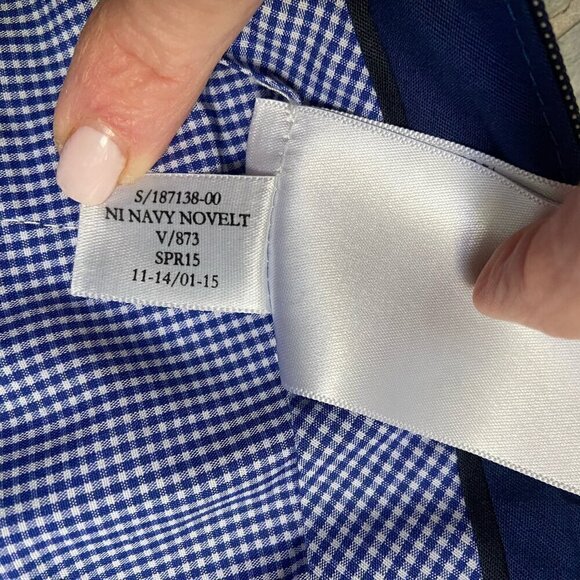 S/187138-00
NI NAVY NOVELT
V/873
SPR15
11-14/01-15